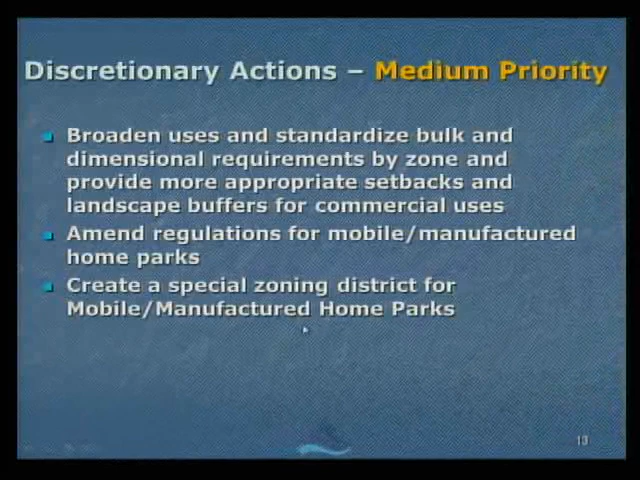 Discretionary Actions – Medium Priority
Broaden uses and standardize bulk and
dimensional requirements by zone and
provide more appropriate setbacks and
landscape buffers for commercial uses
Amend regulations for mobile/manufactured
home parks
Create a special zoning district for
Mobile/Manufactured Home Parks
13